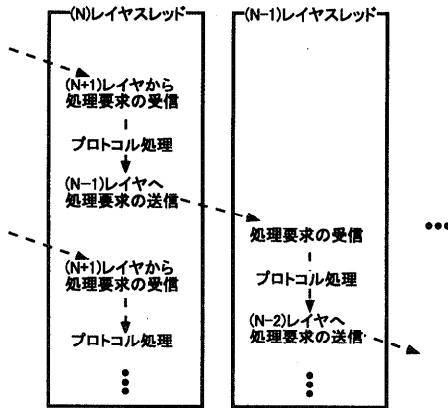 (N)レイヤスレッド
(N+1)レイヤから
処理要求の受信
プロトコル処理
(N−1)レイヤへ
処理要求の送信
(N+1)レイヤから
処理要求の受信
プロトコル処理
(N−1)レイヤスレッド
処理要求の受信
プロトコル処理
(N−2)レイヤへ
処理要求の送信